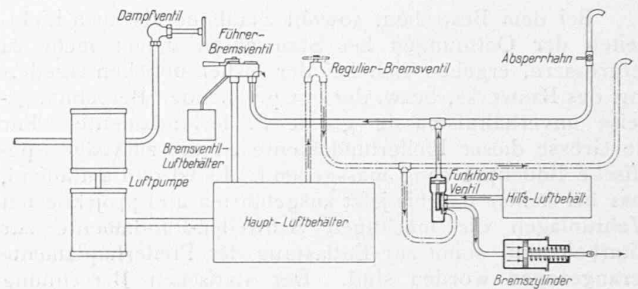 Dampfventil
Führer-
Bremsventil
Regulier-Bremsventil
Absperrhahn
Bremsventil-
Luftbehälter
Luftpumpe
Haupt-Luftbehälter
Funktions-
Ventil
Hilfs-Luftbehält.
Bremszylinder